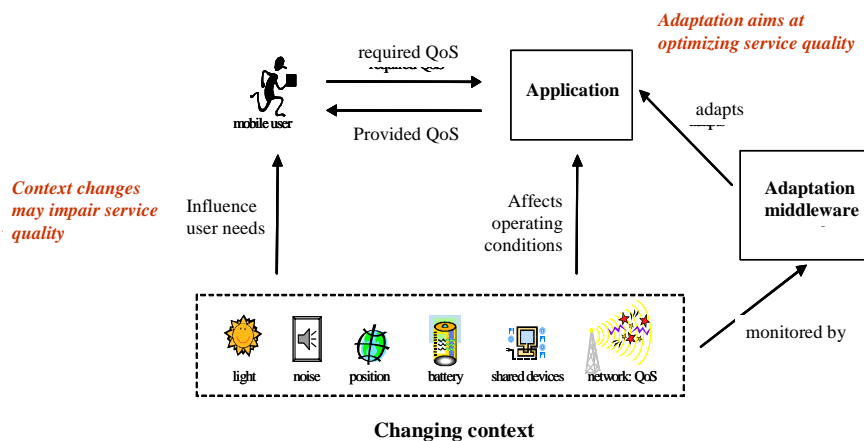 Adaptation aims at
optimizing service quality
required QoS
Application
mobile user
Provided QoS
adapts
Context changes
may impair service
quality
Influence
user needs
Affects
operating
conditions
Adaptation
middleware
monitored by
light
noise
position
battery
shared devices
network: QoS
Changing context